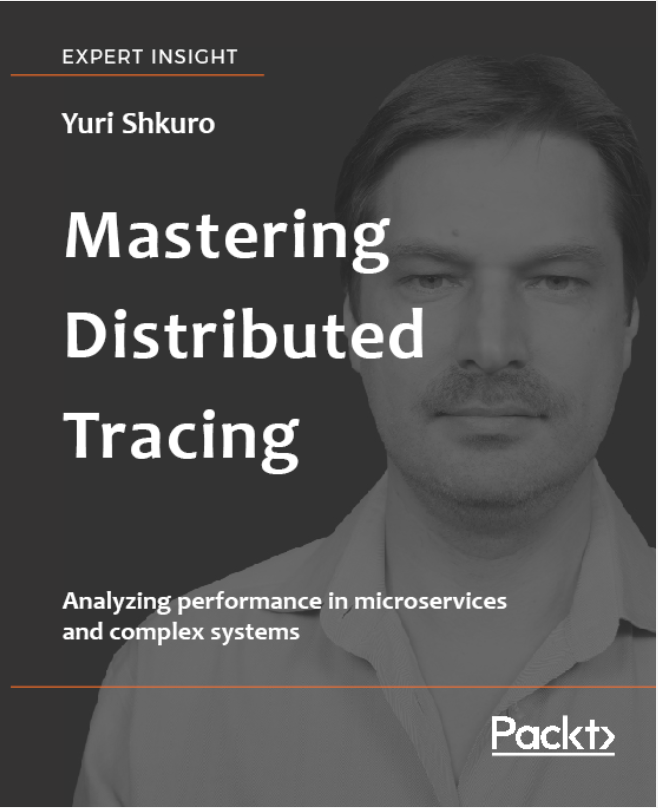 EXPERT INSIGHT
Yuri Shkuro
Mastering
Distributed
Tracing
Analyzing performance in microservices
and complex systems
Packt>